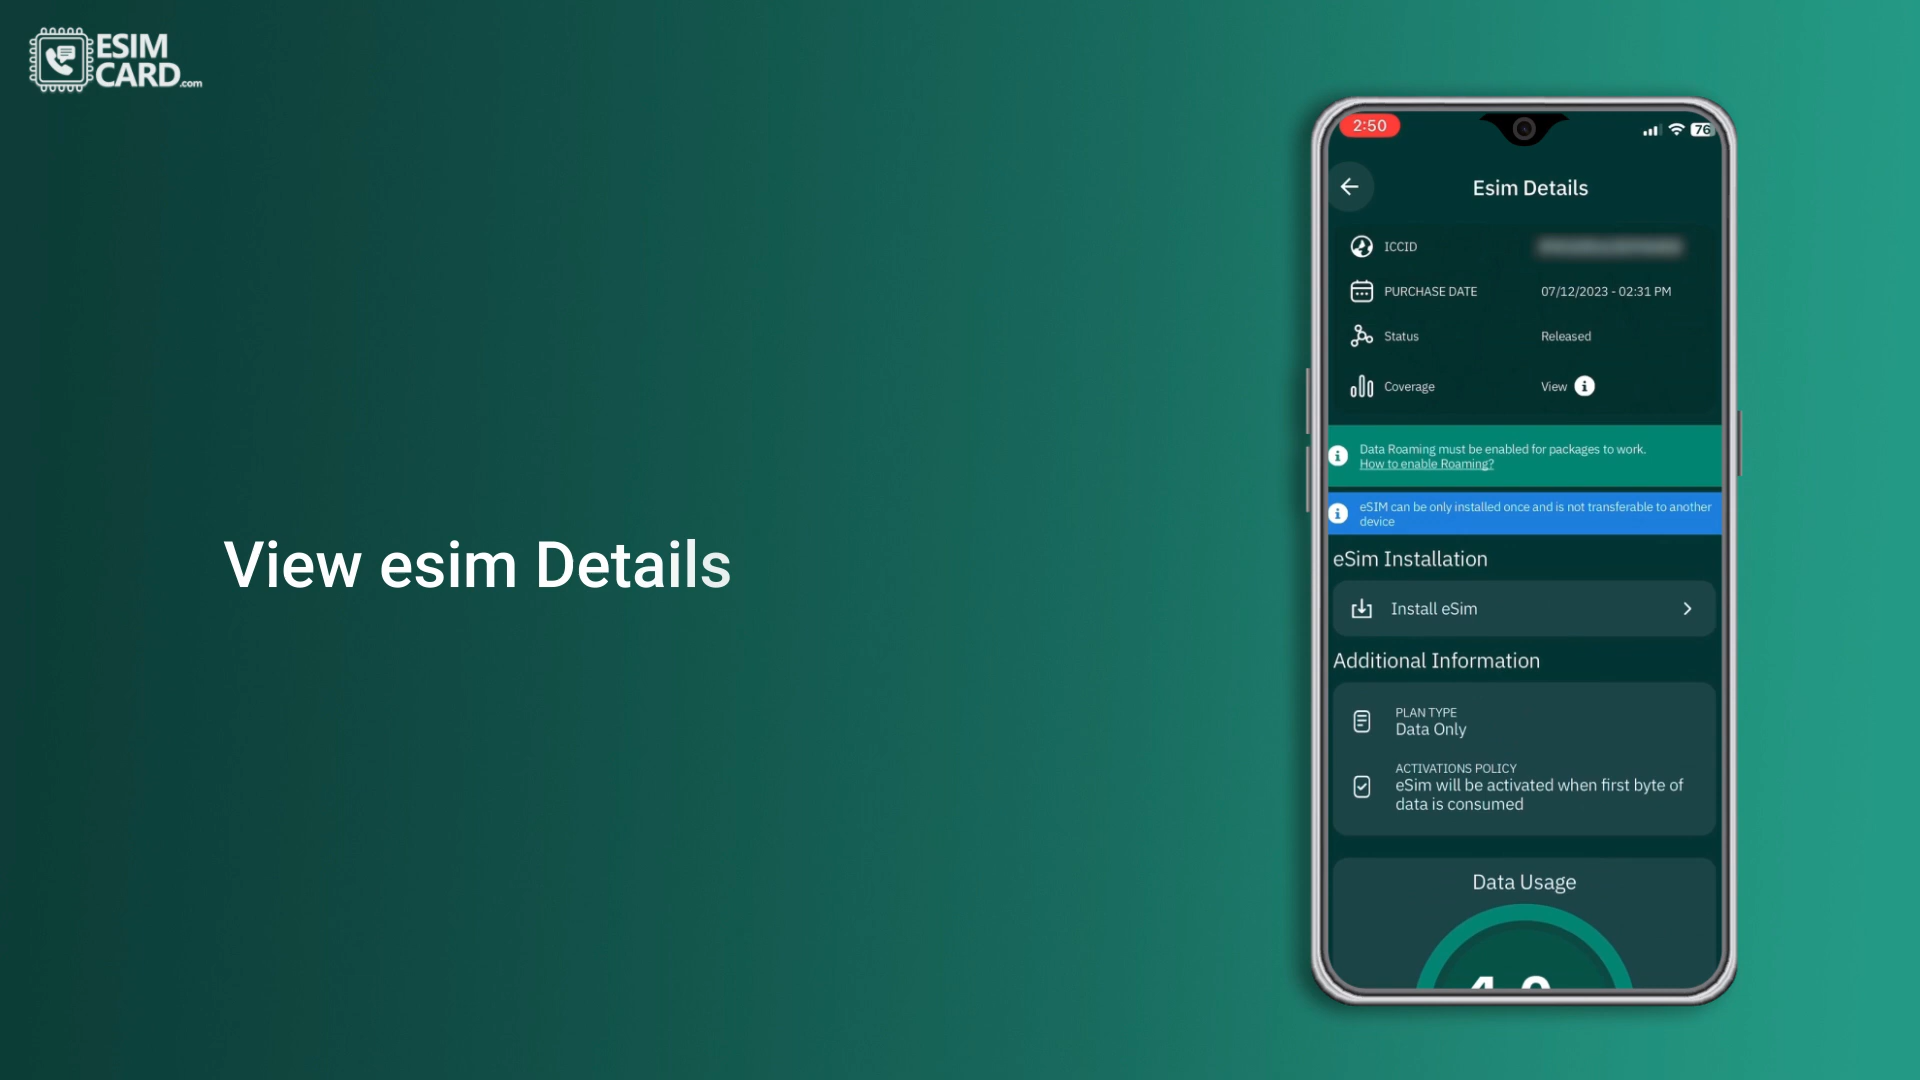 ESIM
CARD.com
View esim Details
2:50
76
Esim Details
ICCID
PURCHASE DATE
07/12/2023 - 02:31 PM
Status
Released
Coverage
View
Data Roaming must be enabled for packages to work.
How to enable Roaming?
eSIM can be only installed once and is not transferable to another
device
eSim Installation
Install eSim
Additional Information
PLAN TYPE
Data Only
ACTIVATIONS POLICY
eSim will be activated when first byte of
data is consumed
Data Usage